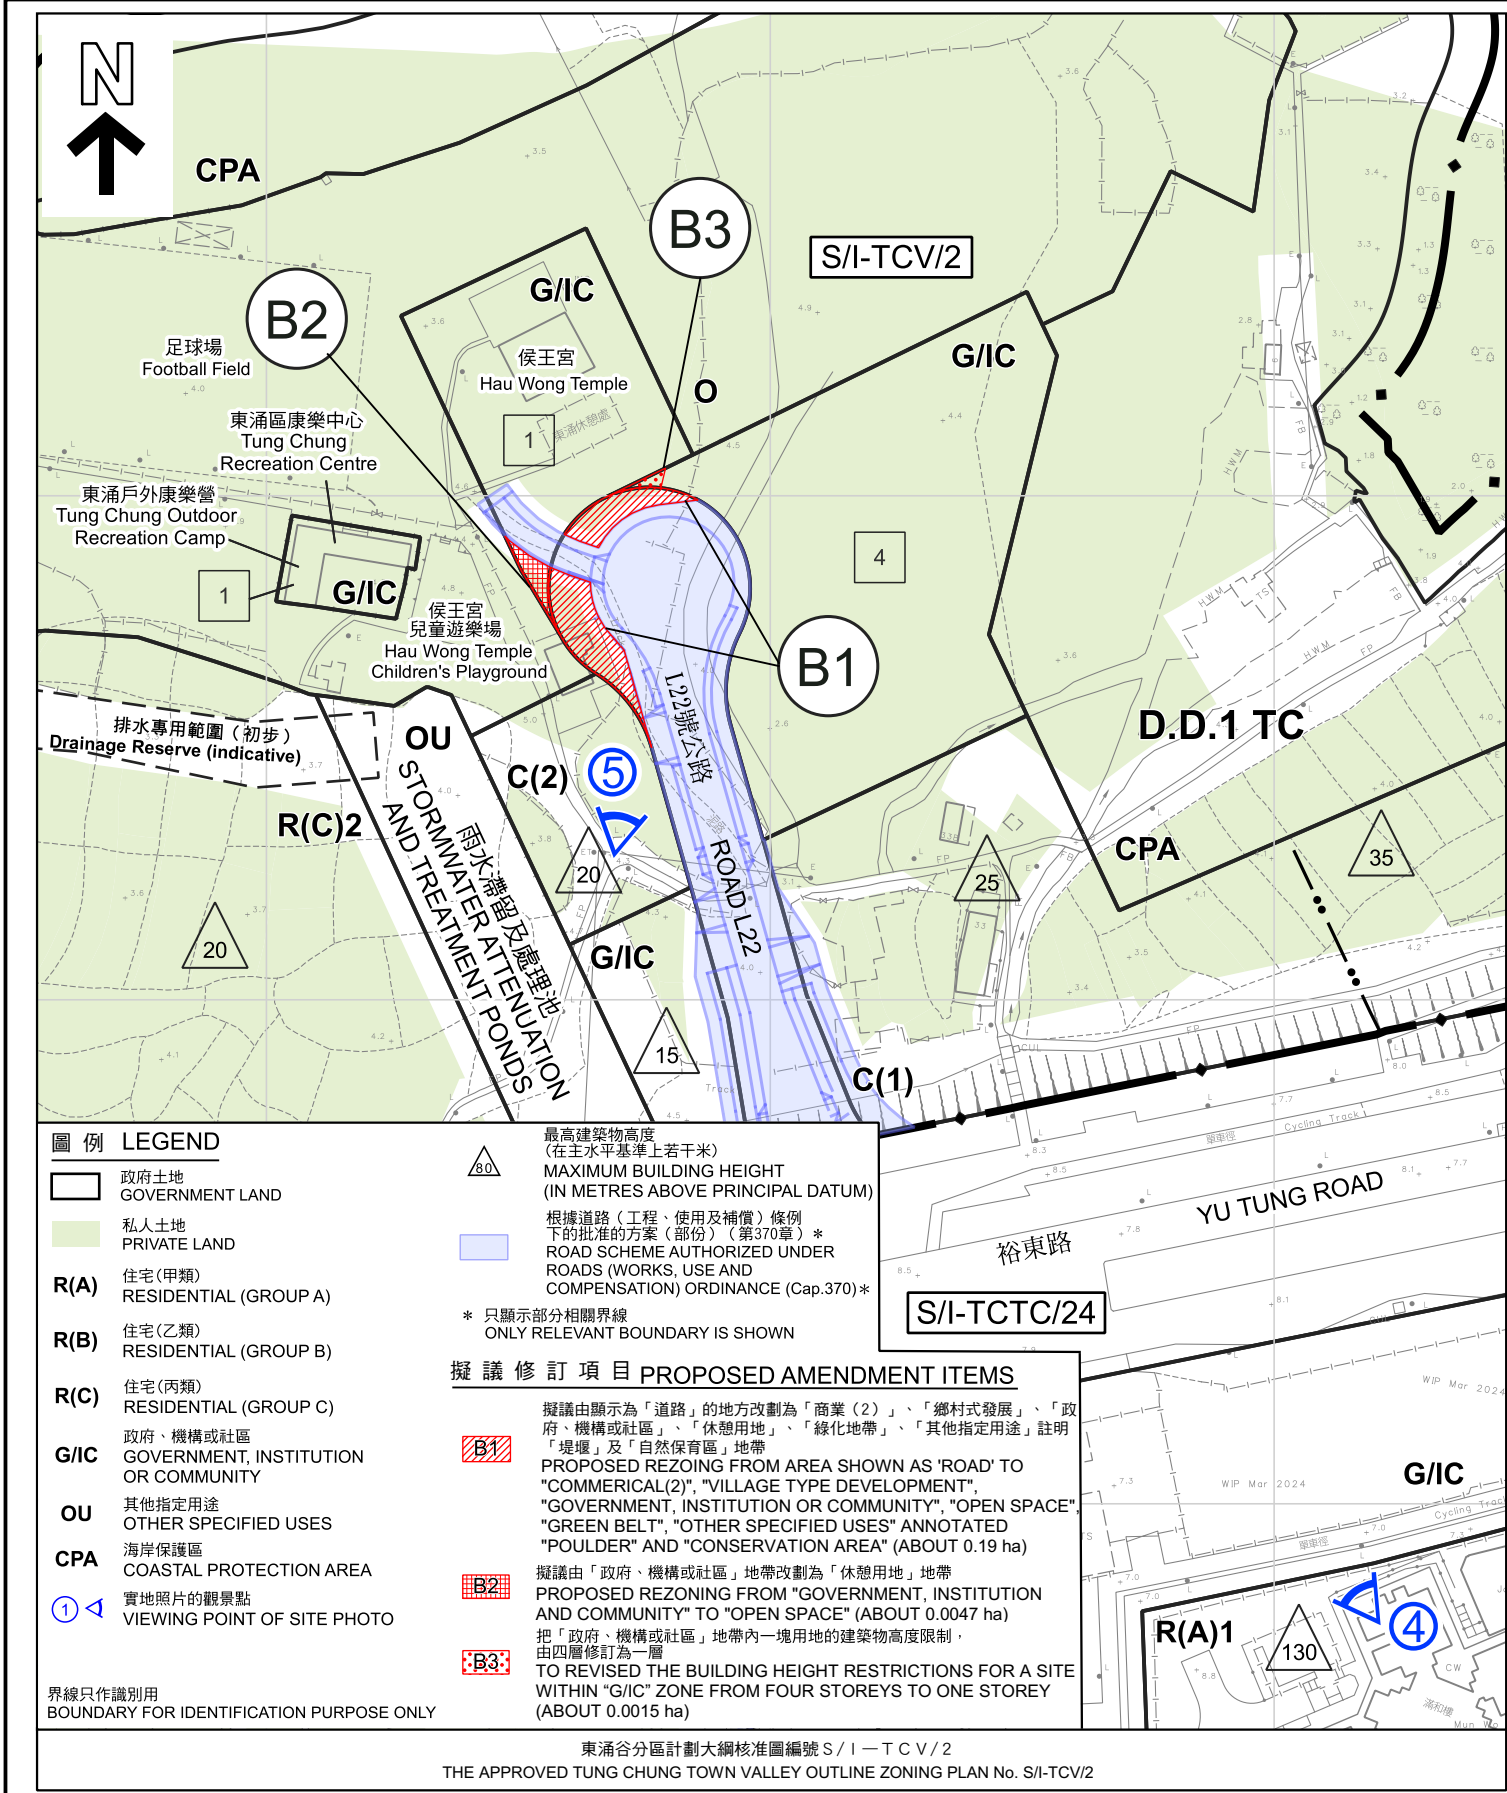 N
CPA
B3
S/I-TCV/2
B2
G/IC
侯王宮
Hau Wong Temple
足球場
Football Field
O
G/IC
東涌區康樂中心
Tung Chung
Recreation Centre
1
東涌休憩處
東涌戶外康樂營
Tung Chung Outdoor
Recreation Camp
1
G/IC
4
侯王宮
兒童遊樂場
Hau Wong Temple
Children's Playground
B1
L22號公路
ROAD L22
D.D.1 TC
排水專用範圍（初步）
Drainage Reserve (indicative)
OU
雨水滯留及處理池
STORMWATER ATTENUATION
AND TREATMENT PONDS
C(2)
5
R(C)2
20
20
CPA
25
35
G/IC
15
C(1)
Track
Cycling Track
單車徑
YU TUNG ROAD
裕東路
S/I-TCTC/24
WIP Mar 2024
WIP Mar 2024
G/IC
單車徑
R(A)1
130
4
滿和樓
圖 例 LEGEND
政府土地
GOVERNMENT LAND
私人土地
PRIVATE LAND
R(A)
住宅(甲類)
RESIDENTIAL (GROUP A)
R(B)
住宅(乙類)
RESIDENTIAL (GROUP B)
R(C)
住宅(丙類)
RESIDENTIAL (GROUP C)
G/IC
政府、機構或社區
GOVERNMENT, INSTITUTION
OR COMMUNITY
OU
其他指定用途
OTHER SPECIFIED USES
CPA
海岸保護區
COASTAL PROTECTION AREA
1
實地照片的觀景點
VIEWING POINT OF SITE PHOTO
界線只作識別用
BOUNDARY FOR IDENTIFICATION PURPOSE ONLY
80
最高建築物高度
(在主水平基準上若干米)
MAXIMUM BUILDING HEIGHT
(IN METRES ABOVE PRINCIPAL DATUM)
根據道路（工程、使用及補償）條例
下的批准的方案（部份）（第370章）*
ROAD SCHEME AUTHORIZED UNDER
ROADS (WORKS, USE AND
COMPENSATION) ORDINANCE (Cap.370)*
* 只顯示部分相關界線
ONLY RELEVANT BOUNDARY IS SHOWN
擬 議 修 訂 項 目 PROPOSED AMENDMENT ITEMS
B1
擬議由顯示為「道路」的地方改劃為「商業（2）」、「鄉村式發展」、「政
府、機構或社區」、「休憩用地」、「綠化地帶」、「其他指定用途」註明
「堤堰」及「自然保育區」地帶
PROPOSED REZOING FROM AREA SHOWN AS 'ROAD' TO
"COMMERICAL(2)", "VILLAGE TYPE DEVELOPMENT",
"GOVERNMENT, INSTITUTION OR COMMUNITY", "OPEN SPACE",
"GREEN BELT", "OTHER SPECIFIED USES" ANNOTATED
"POULDER" AND "CONSERVATION AREA" (ABOUT 0.19 ha)
B2
擬議由「政府、機構或社區」地帶改劃為「休憩用地」地帶
PROPOSED REZONING FROM "GOVERNMENT, INSTITUTION
AND COMMUNITY" TO "OPEN SPACE" (ABOUT 0.0047 ha)
B3
把「政府、機構或社區」地帶內一塊用地的建築物高度限制，
由四層修訂為一層
TO REVISED THE BUILDING HEIGHT RESTRICTIONS FOR A SITE
WITHIN “G/IC” ZONE FROM FOUR STOREYS TO ONE STOREY
(ABOUT 0.0015 ha)
東涌谷分區計劃大綱核准圖編號Ｓ/Ｉ－ＴＣＶ/２
THE APPROVED TUNG CHUNG TOWN VALLEY OUTLINE ZONING PLAN No. S/I-TCV/2